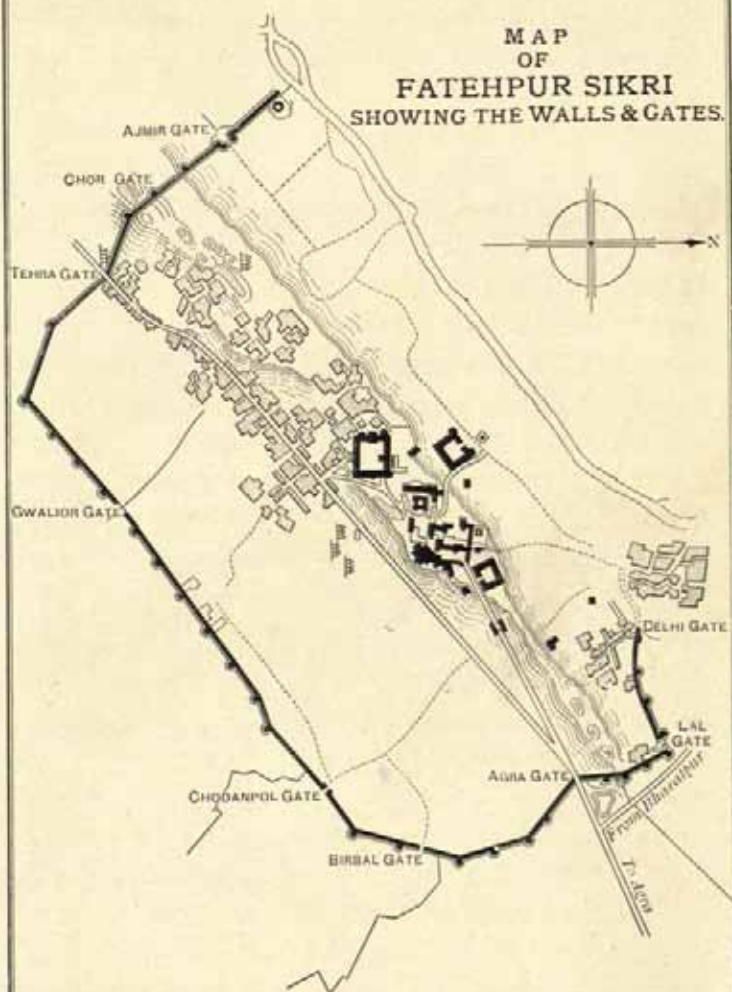 MAP
OF
FATEHPUR SIKRI
SHOWING THE WALLS & GATES.
AJMIR GATE
CHOR GATE
N
TEHRA GATE
GWALIOR GATE
DELHI GATE
LAL
GATE
AGRA GATE
From Bharatpur
CHODANPOL GATE
BIRBAL GATE
To Agra